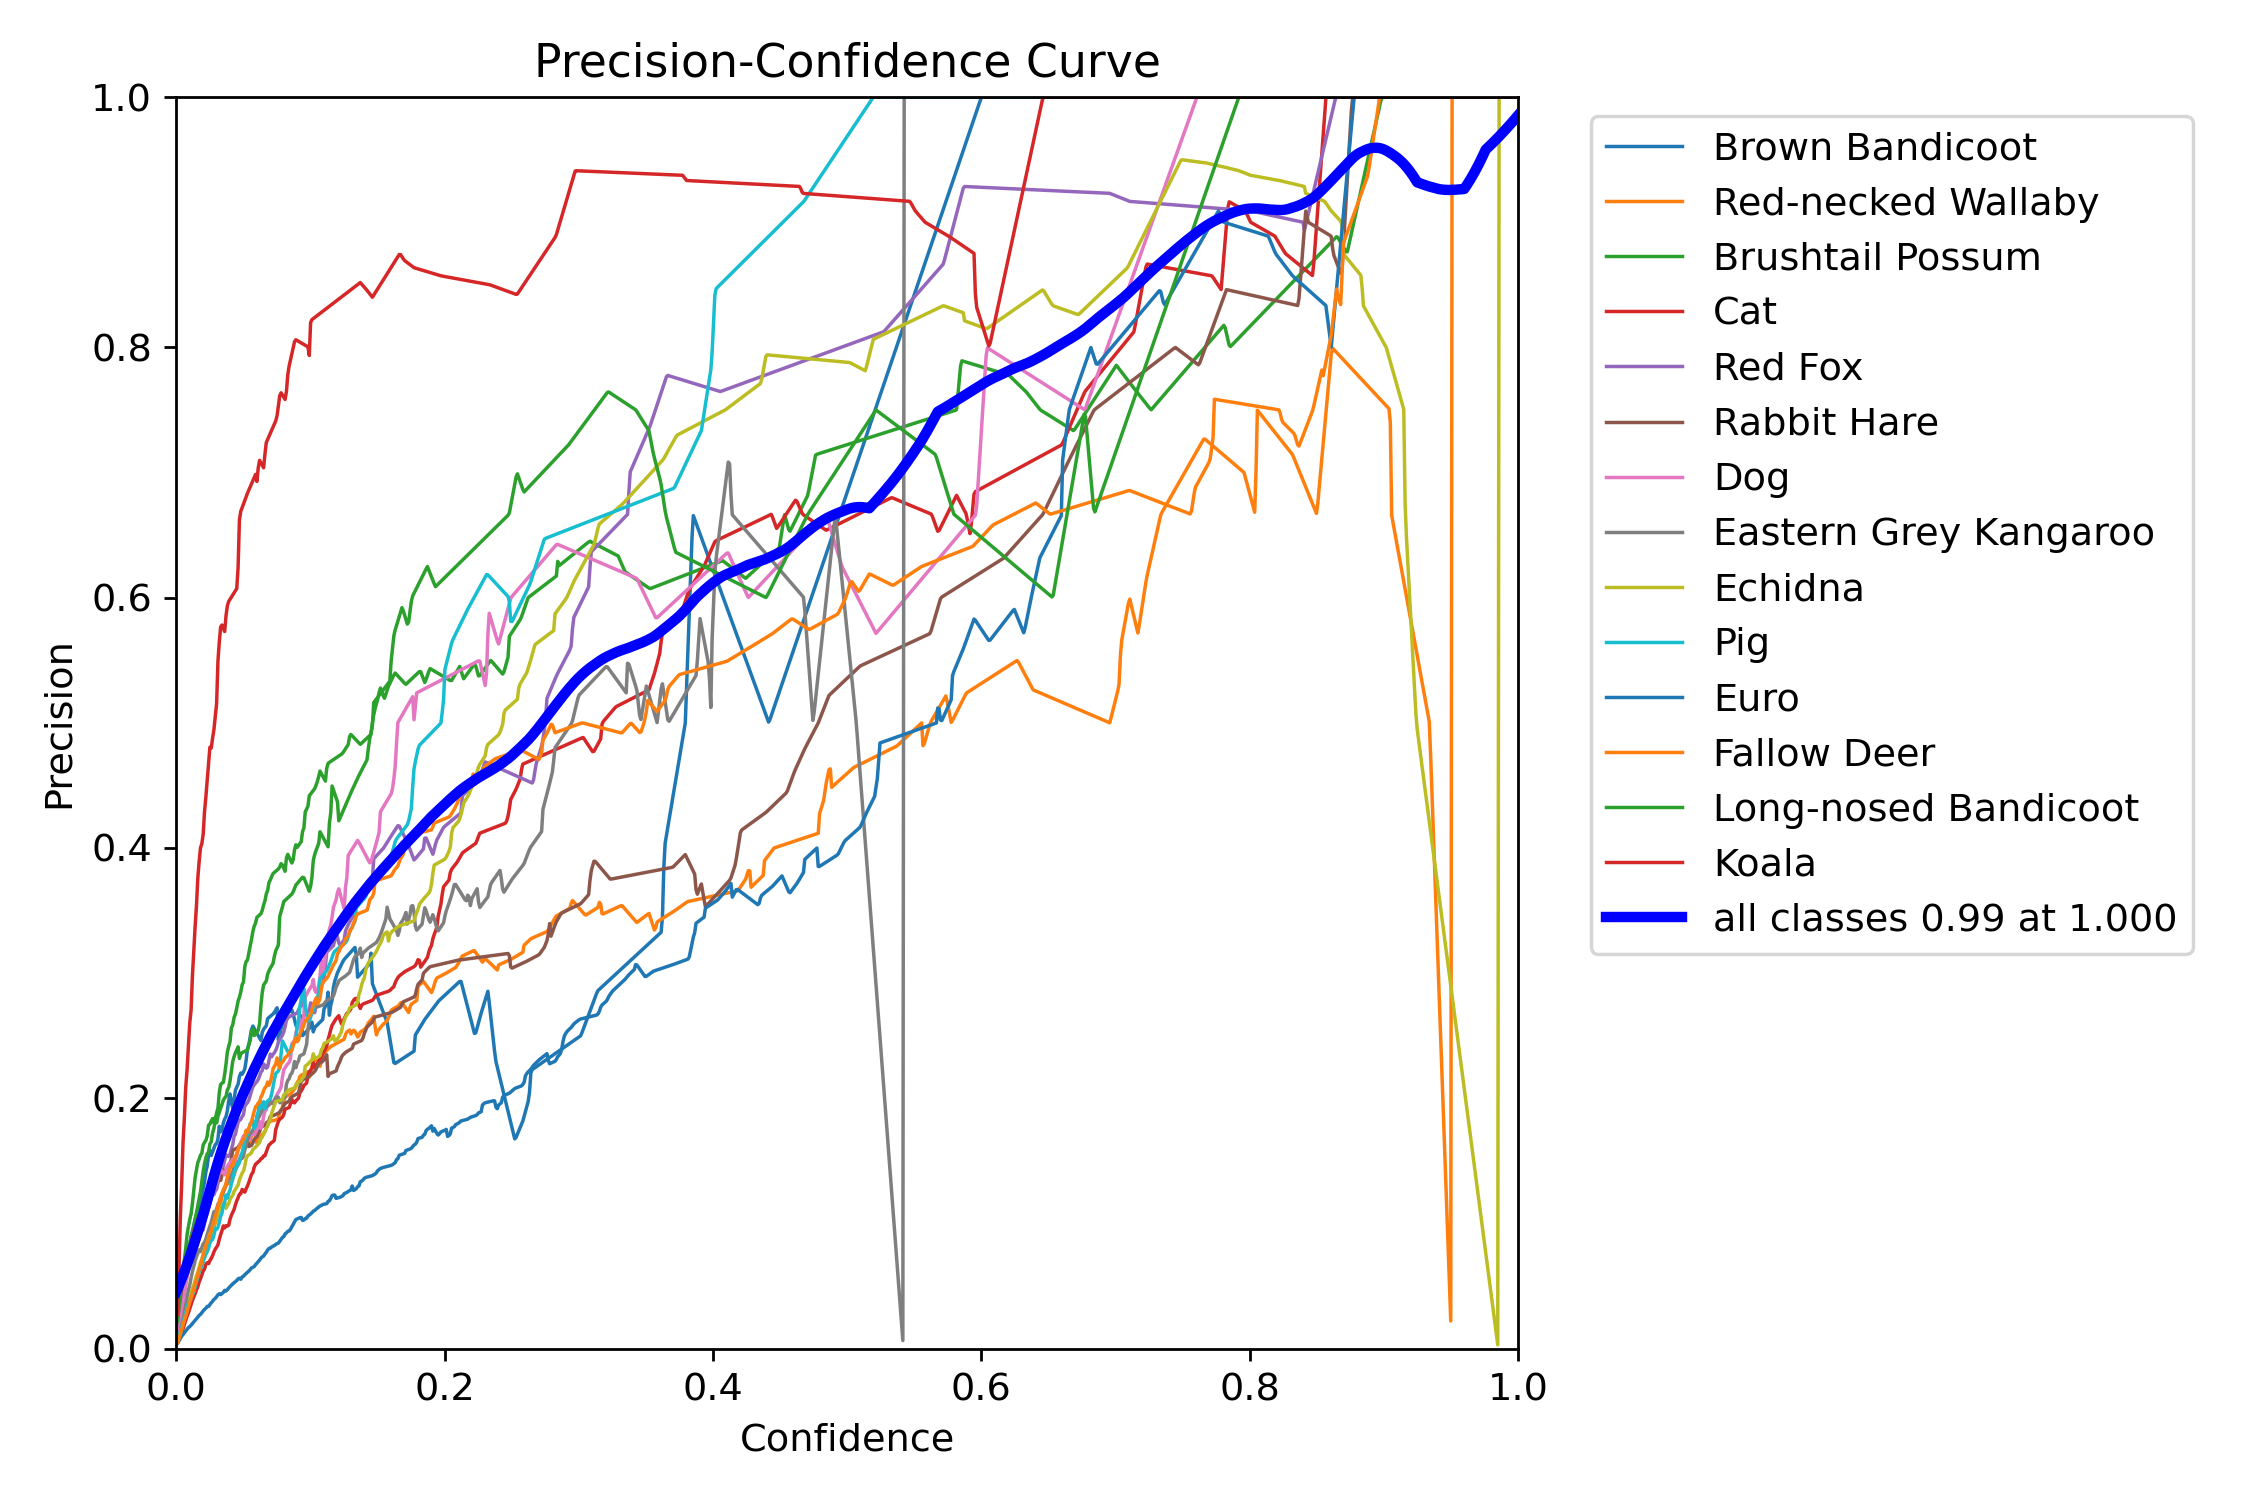 Precision-Confidence Curve
1.0
0.8
0.6
0.4
0.2
0.0
Precision
0.0 0.2 0.4 0.6 0.8 1.0
Confidence
Brown Bandicoot
Red-necked Wallaby
Brushtail Possum
Cat
Red Fox
Rabbit Hare
Dog
Eastern Grey Kangaroo
Echidna
Pig
Euro
Fallow Deer
Long-nosed Bandicoot
Koala
all classes 0.99 at 1.000